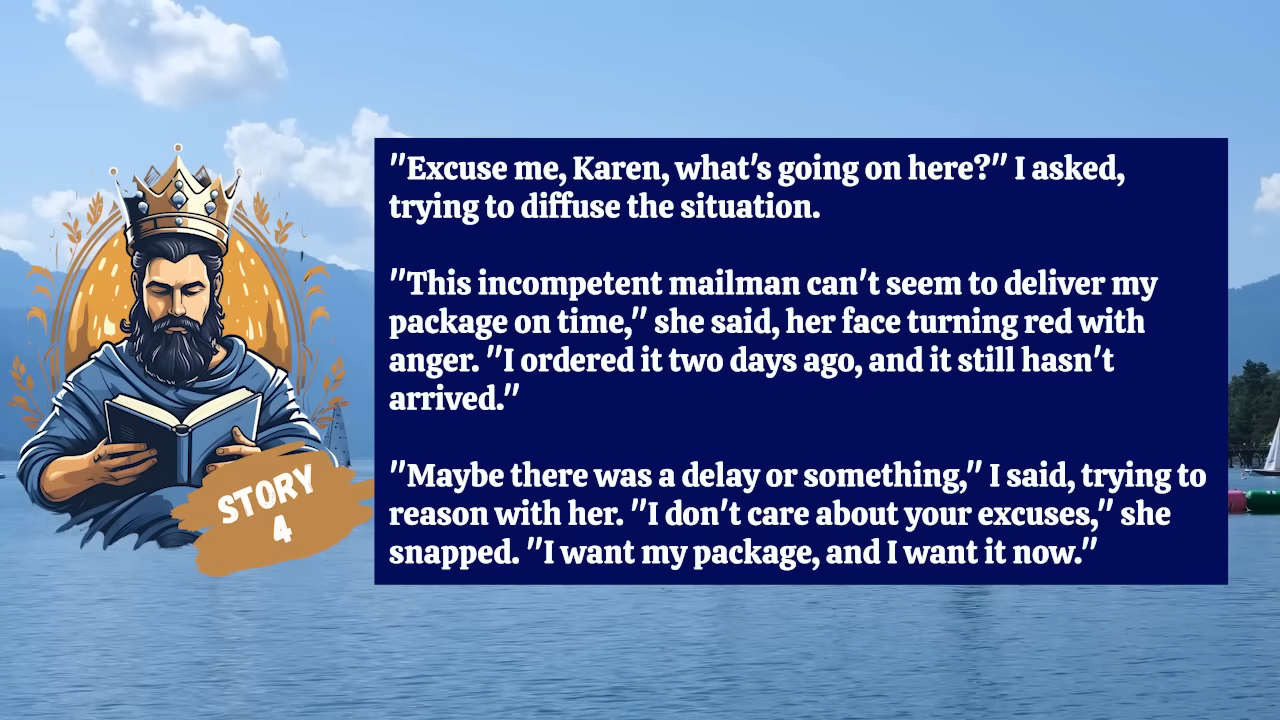 "Excuse me, Karen, what's going on here?" I asked,
trying to diffuse the situation.
"This incompetent mailman can't seem to deliver my
package on time," she said, her face turning red with
anger. "I ordered it two days ago, and it still hasn't
arrived."
"Maybe there was a delay or something," I said, trying to
reason with her. "I don't care about your excuses," she
snapped. "I want my package, and I want it now."
STORY
4